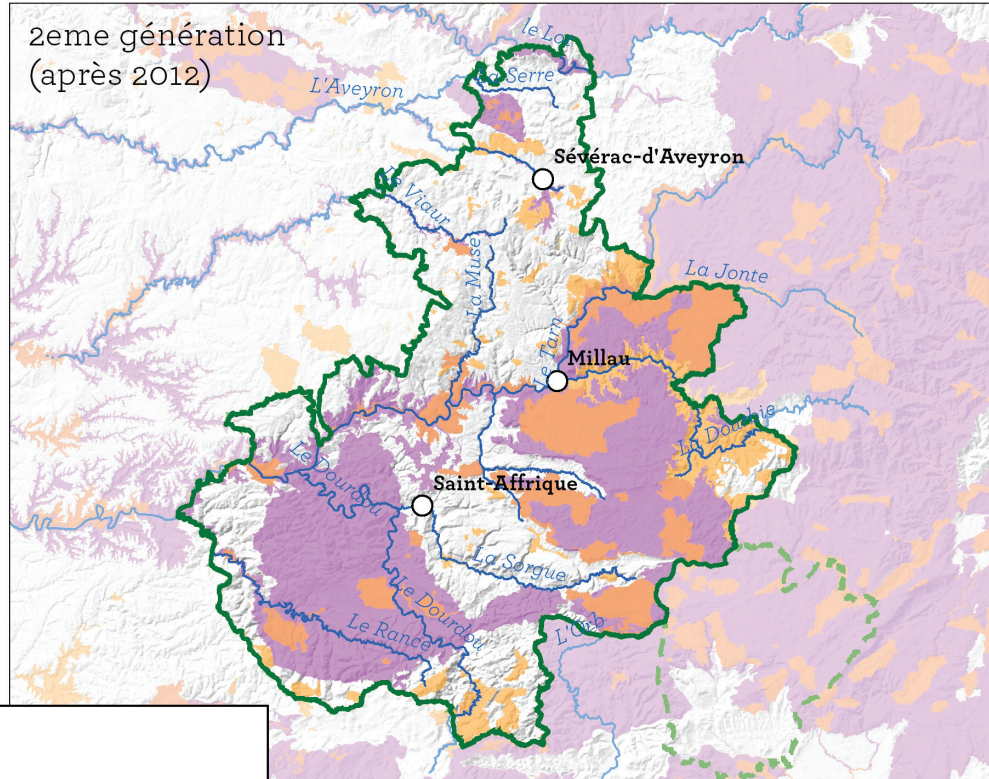 2eme génération
(après 2012)
le Lot
La Serre
L'Aveyron
Sévérac-d'Aveyron
Le Viaur
La Muse
La Jonte
Le Tarn
Millau
La Dourbie
Le Dourdou
Saint-Affrique
La Sorgue
Le Dourdou
Le Rance
L'Orb